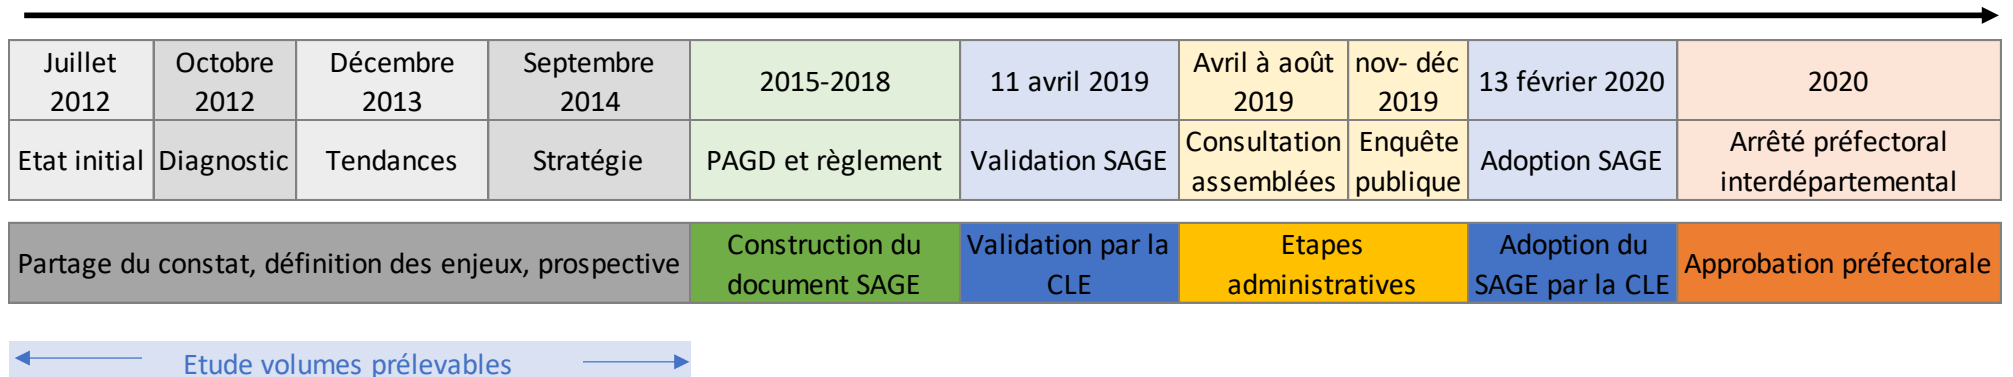 Juillet
2012
Octobre
2012
Décembre
2013
Septembre
2014
2015-2018
11 avril 2019
Avril à août
2019
nov- déc
2019
13 février 2020
2020
Etat initial
Diagnostic
Tendances
Stratégie
PAGD et règlement
Validation SAGE
Consultation
assemblées
Enquête
publique
Adoption SAGE
Arrêté préfectoral
interdépartemental
Partage du constat, définition des enjeux, prospective
Construction du
document SAGE
Validation par la
CLE
Etapes
administratives
Adoption du
SAGE par la CLE
Approbation préfectorale
Etude volumes prélevables